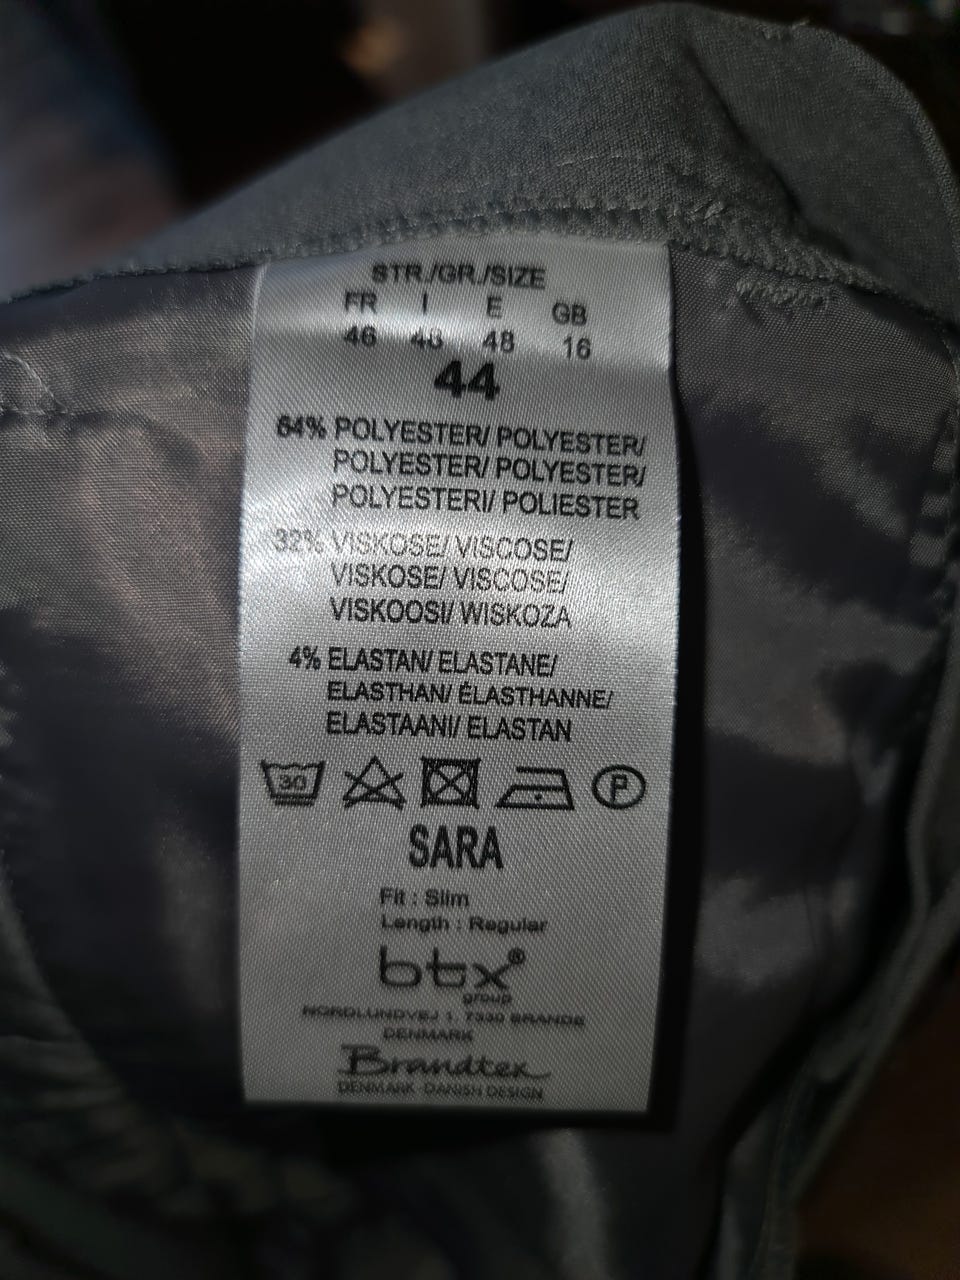 STR./GR./SIZE
FR I E GB
46 48 48 16
44
64% POLYESTER/ POLYESTER/
POLYESTER/ POLYESTER/
POLYESTERI/ POLIESTER
32% VISKOSE/ VISCOSE/
VISKOSE/ VISCOSE/
VISKOOSI/ WISKOZA
4% ELASTAN/ ELASTANE/
ELASTHAN/ ÉLASTHANNE/
ELASTAANI/ ELASTAN
30 P
SARA
Fit : Slim
Length : Regular
btx®
group
NORDLUNDVEJ 1. 7330 BRANDE
DENMARK
Brandtex
DENMARK · DANISH DESIGN